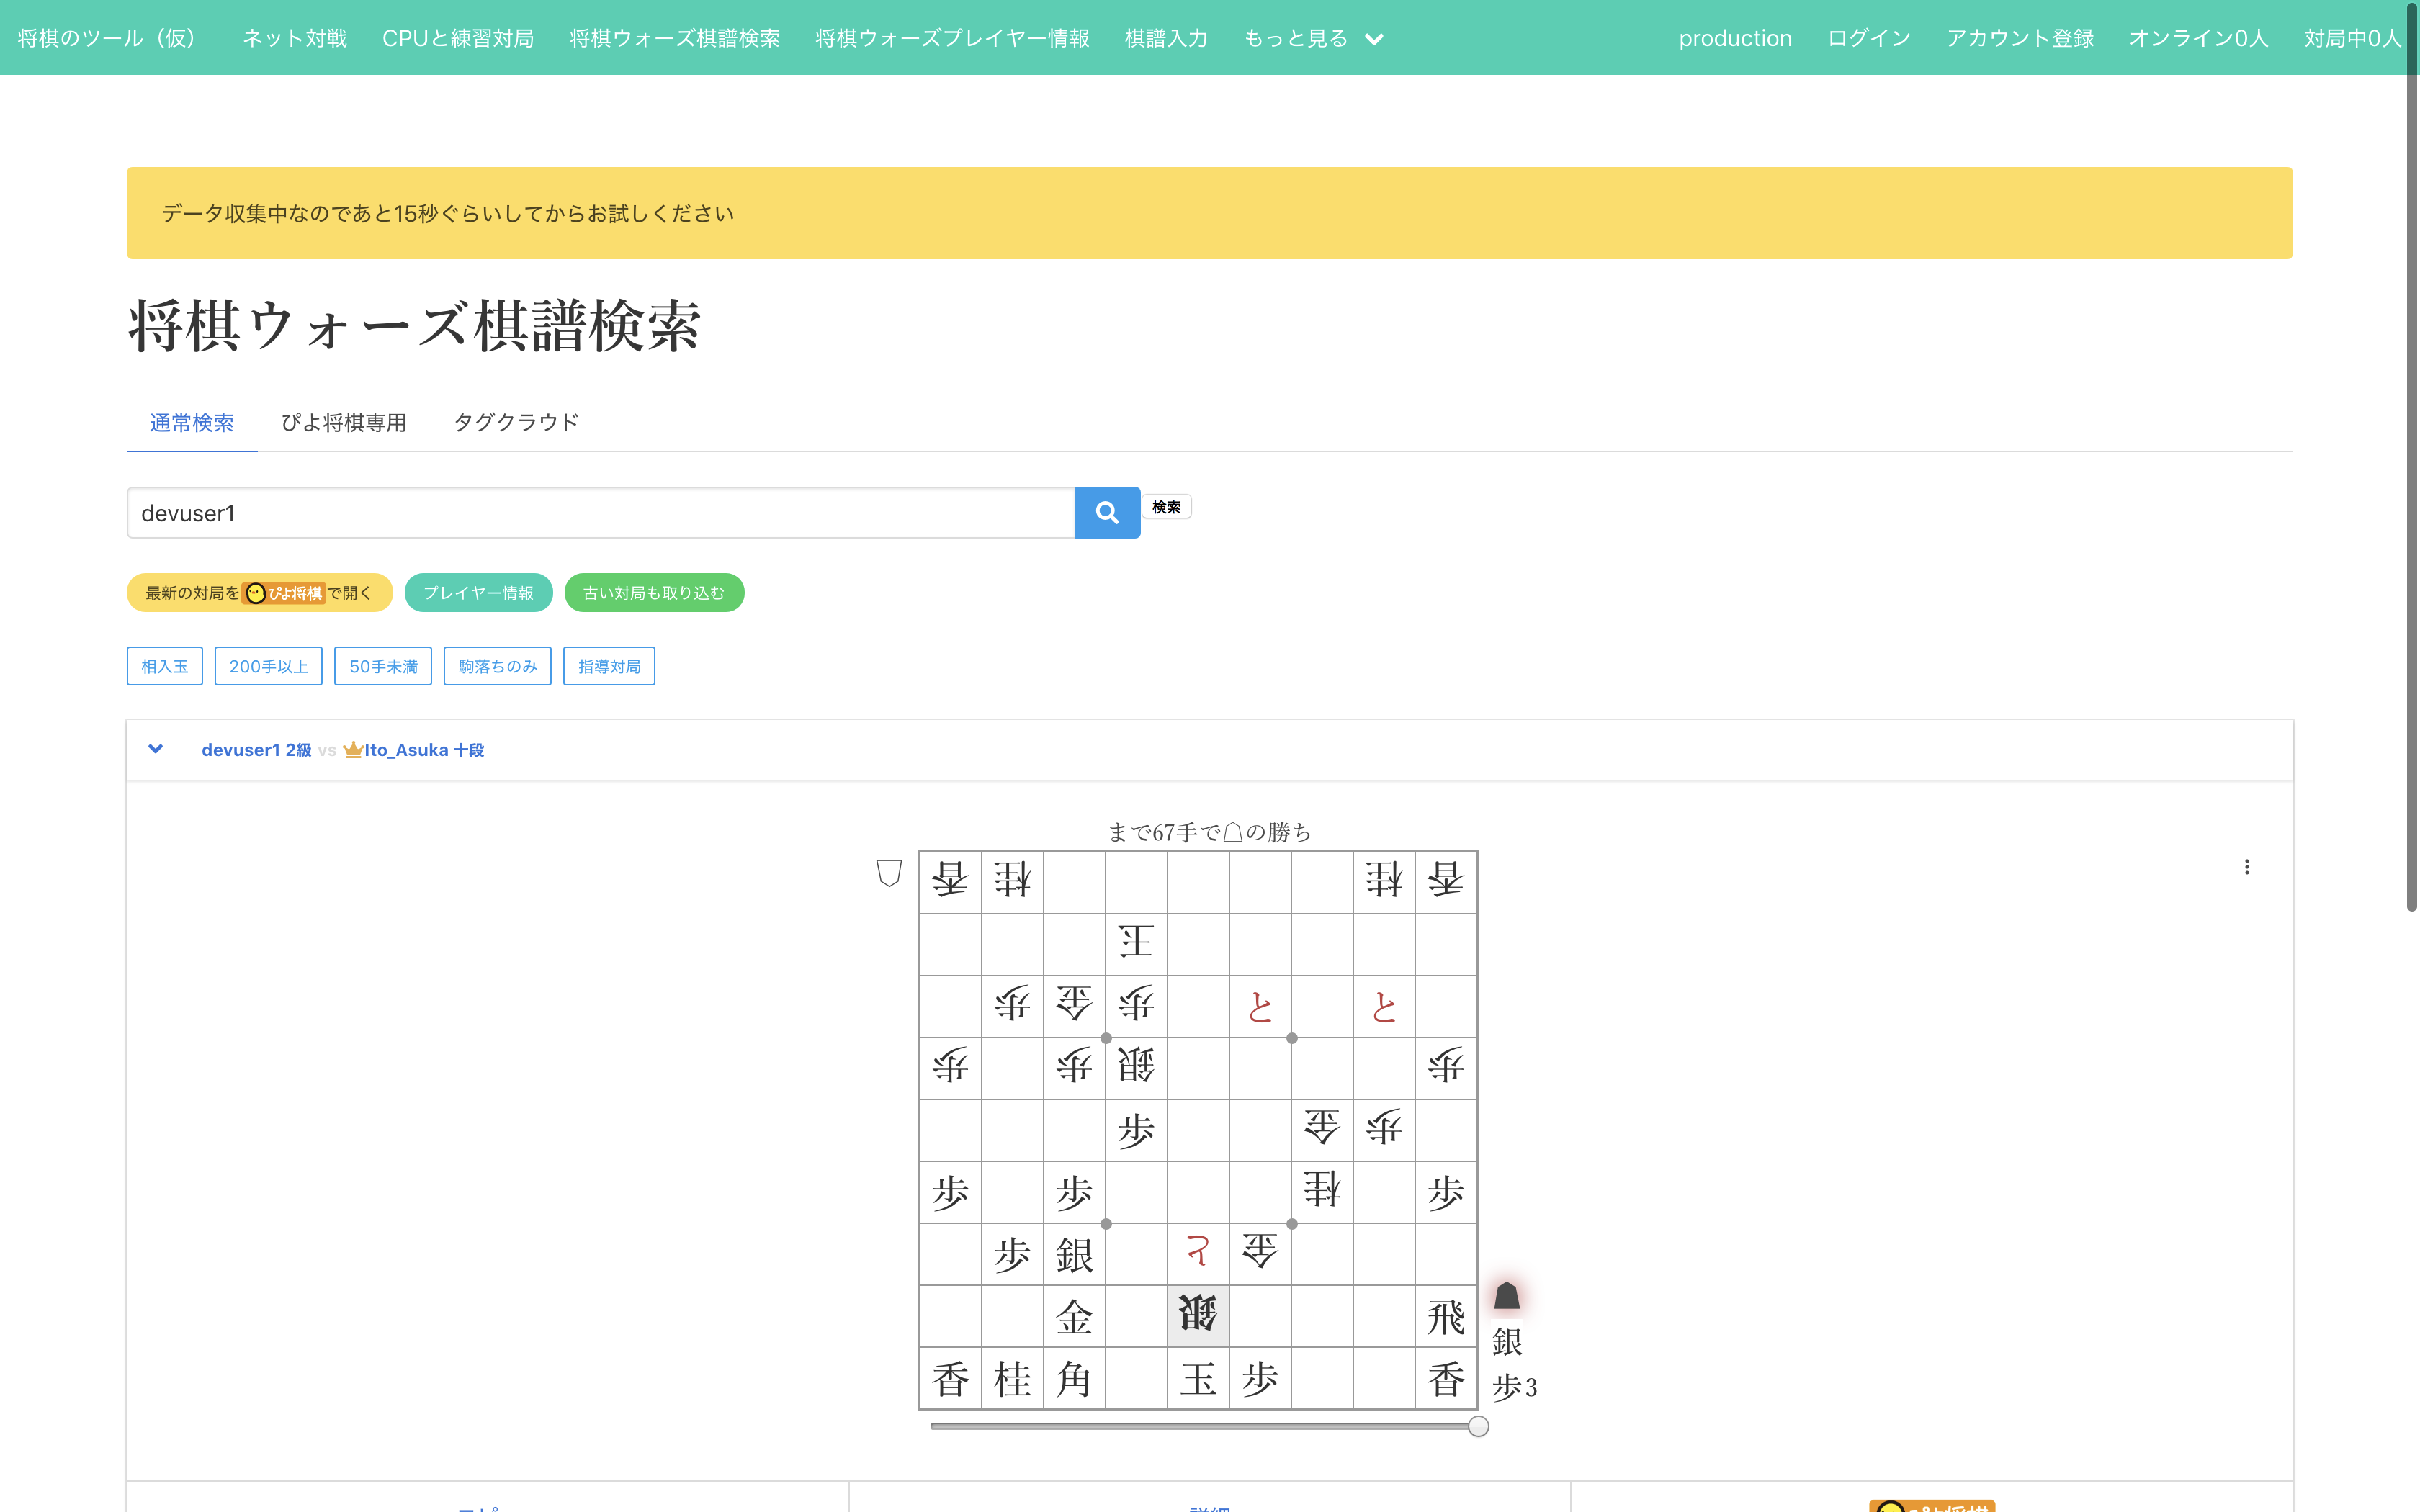 将棋のツール（仮） ネット対戦 CPUと練習対局 将棋ウォーズ棋譜検索 将棋ウォーズプレイヤー情報 棋譜入力 もっと見る production ログイン アカウント登録 オンライン0人 対局中0人
データ収集中なのであと15秒ぐらいしてからお試しください
将棋ウォーズ棋譜検索
通常検索 ぴよ将棋専用 タグクラウド
devuser1 検索
最新の対局をぴよ将棋で開く プレイヤー情報 古い対局も取り込む
相入玉 200手以上 50手未満 駒落ちのみ 指導対局
devuser1 2級 vs Ito_Asuka 十段
まで67手で☖の勝ち
香 桂 桂 香
王
歩 金 歩 と と
歩 歩 銀 歩
歩 金 歩
歩 歩 桂 歩
歩 銀 と 金
金 銀 飛
銀
香 桂 角 玉 歩 香
歩3